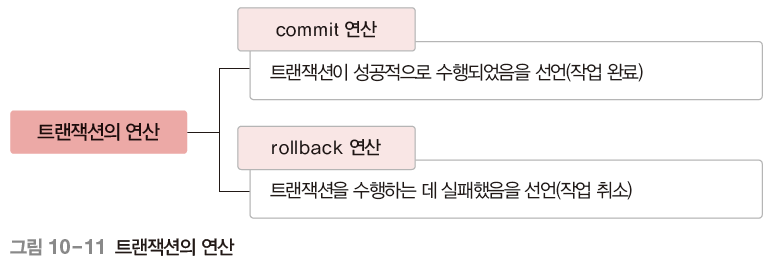 commit 연산
트랜잭션이 성공적으로 수행되었음을 선언(작업 완료)
트랜잭션의 연산
rollback 연산
트랜잭션을 수행하는 데 실패했음을 선언(작업 취소)
그림 10-11 트랜잭션의 연산